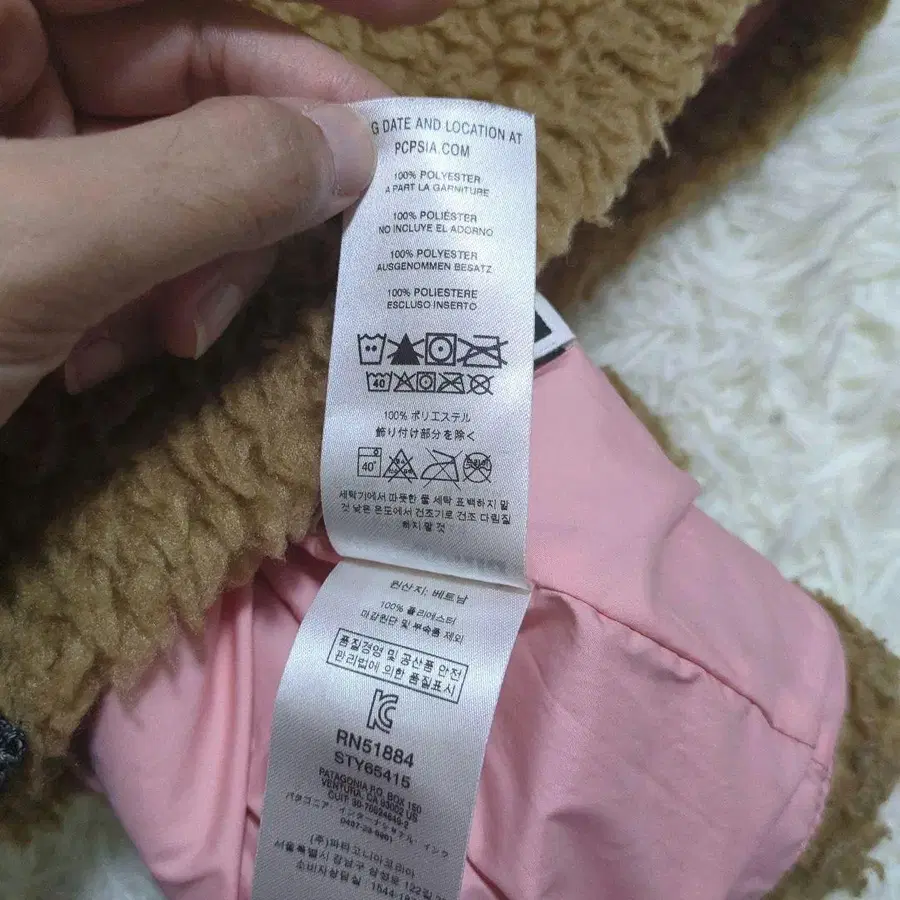 G DATE AND LOCATION AT
PCPSIA.COM
100% POLYESTER
A PART LA GARNITURE
100% POLIÉSTER
NO INCLUYE EL ADORNO
100% POLYESTER
AUSGENOMMEN BESATZ
100% POLIESTERE
ESCLUSO INSERTO
40
100% ポリエステル
飾り付け部分を除く
40°
세탁기에서 따뜻한 물 세탁 표백하지 말
것 낮은 온도에서 건조기로 건조 다림질
하지 말 것
원산지: 베트남
100% 폴리에스터
마감원단 및 부속품 제외
품질경영 및 공산품 안전
관리법에 의한 품질표시
RN51884
STY65415
PATAGONIA P.O. BOX 150
VENTURA, CA 93002 US
CUIT
パタゴニア・インターナショナル・インク
(주)파타고니아코리아
서울특별시 강남구 삼성로 122길
소비자상담실: 1544-18